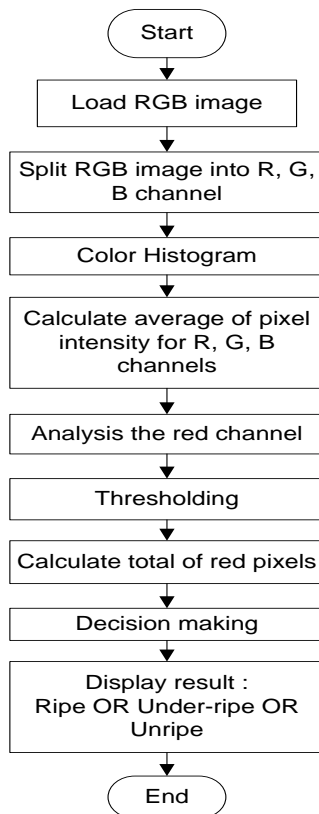 Start
Load RGB image
Split RGB image into R, G,
B channel
Color Histogram
Calculate average of pixel
intensity for R, G, B
channels
Analysis the red channel
Thresholding
Calculate total of red pixels
Decision making
Display result :
Ripe OR Under-ripe OR
Unripe
End